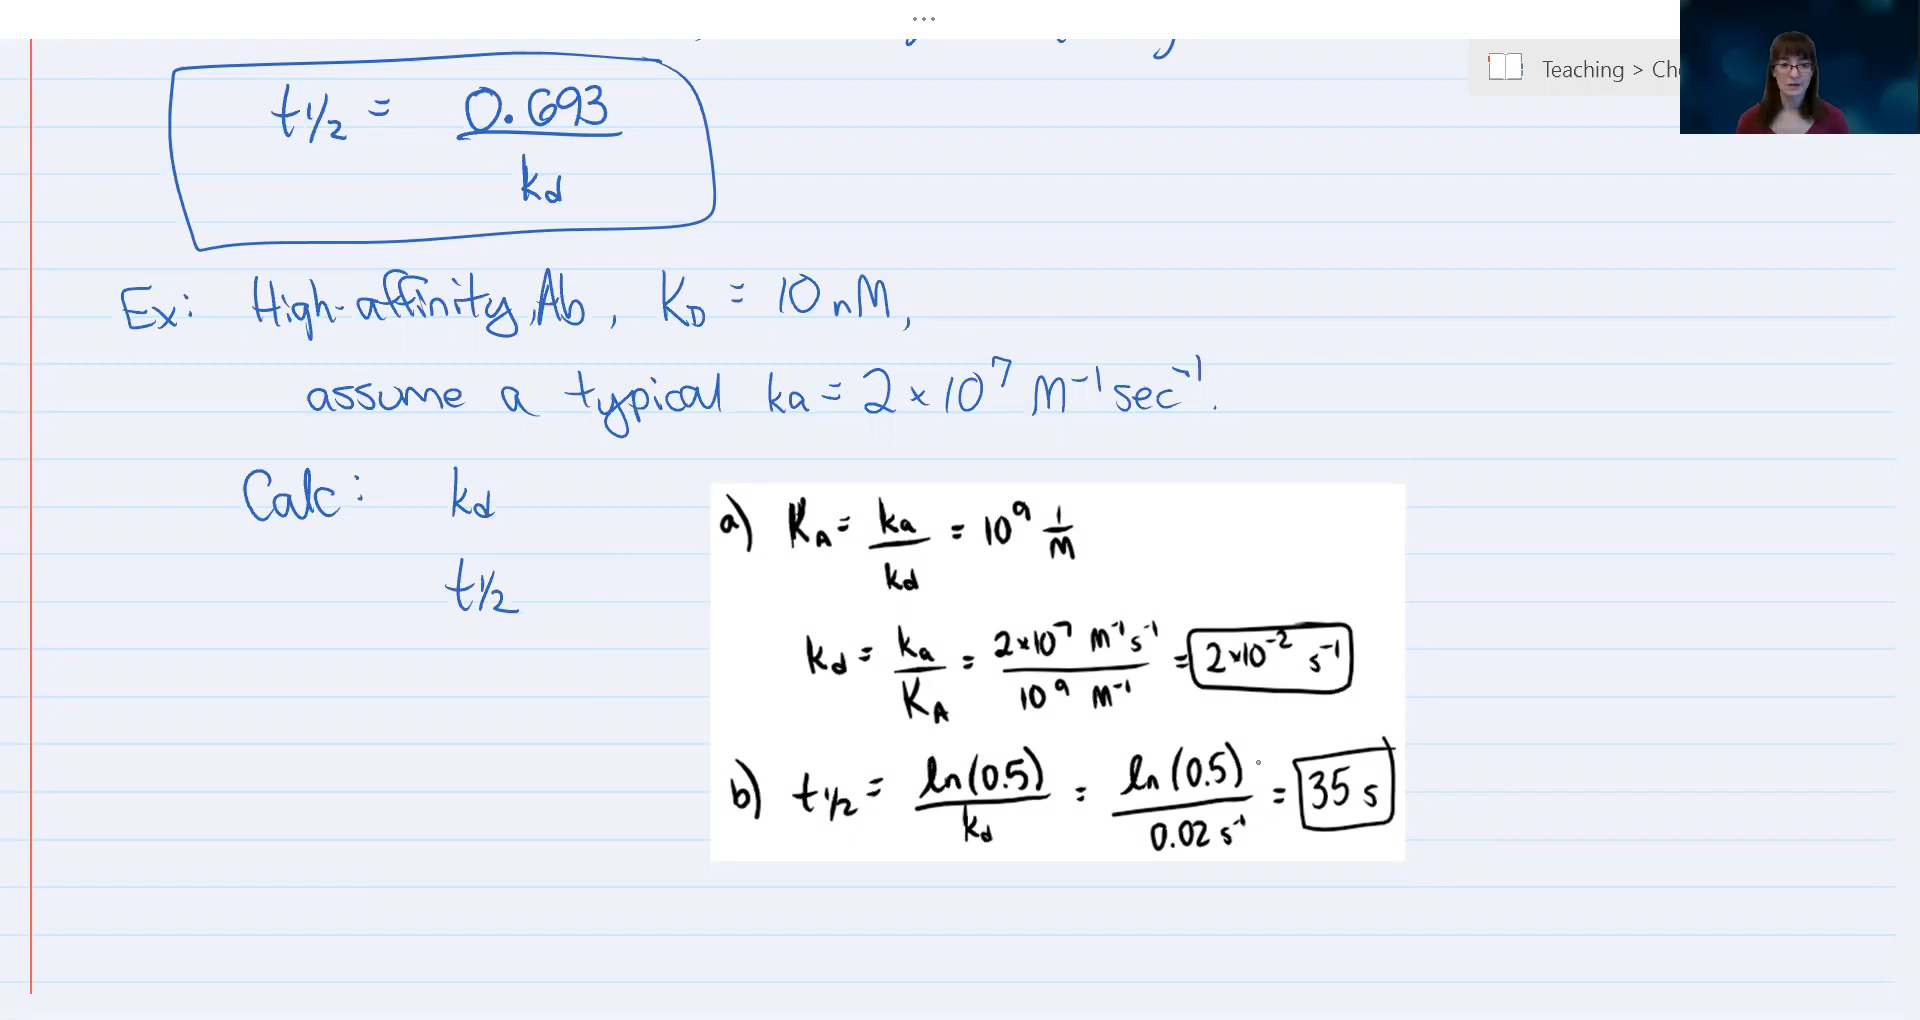 ...
Teaching > Ch
t½ = 0.693 / kd
Ex: High-affinity Ab, KD = 10 nM,
assume a typical ka = 2 × 10⁷ M⁻¹ sec⁻¹.
Calc: kd
t½
a) KA = ka / kd = 10⁹ 1/M
kd = ka / KA = 2×10⁷ M⁻¹ s⁻¹ / 10⁹ M⁻¹ = 2×10⁻² s⁻¹
b) t½ = ln(0.5) / kd = ln(0.5) / 0.02 s⁻¹ = 35 s